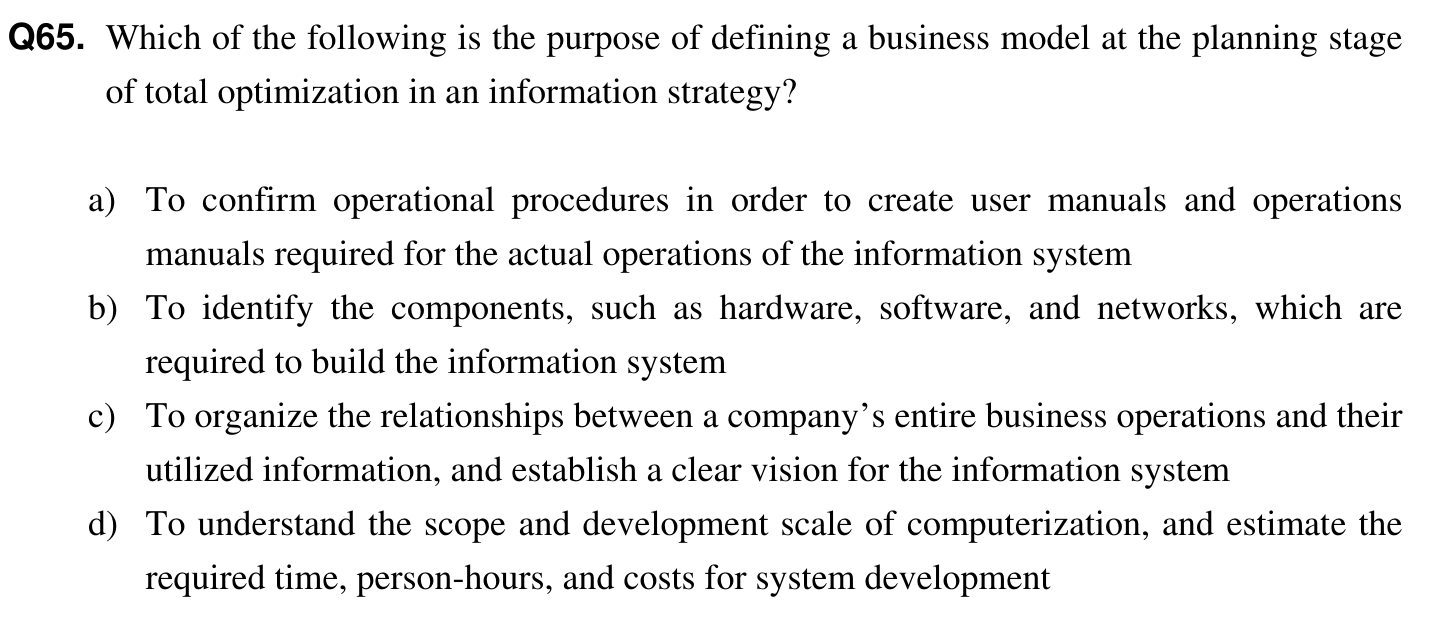 Q65. Which of the following is the purpose of defining a business model at the planning stage
of total optimization in an information strategy?
a) To confirm operational procedures in order to create user manuals and operations
manuals required for the actual operations of the information system
b) To identify the components, such as hardware, software, and networks, which are
required to build the information system
c) To organize the relationships between a company’s entire business operations and their
utilized information, and establish a clear vision for the information system
d) To understand the scope and development scale of computerization, and estimate the
required time, person-hours, and costs for system development